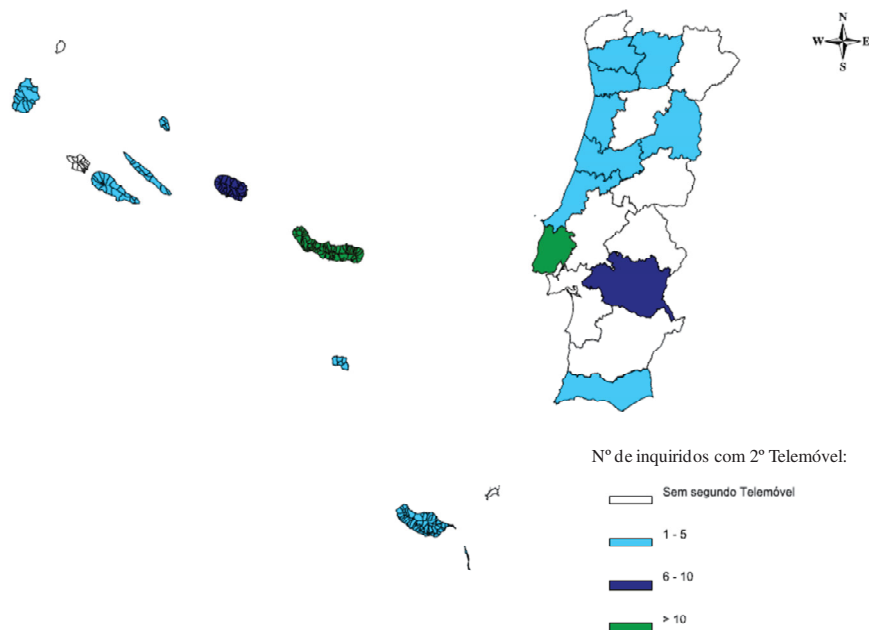 N
W E
S
Nº de inquiridos com 2º Telemóvel:
Sem segundo Telemóvel
1 - 5
6 - 10
> 10